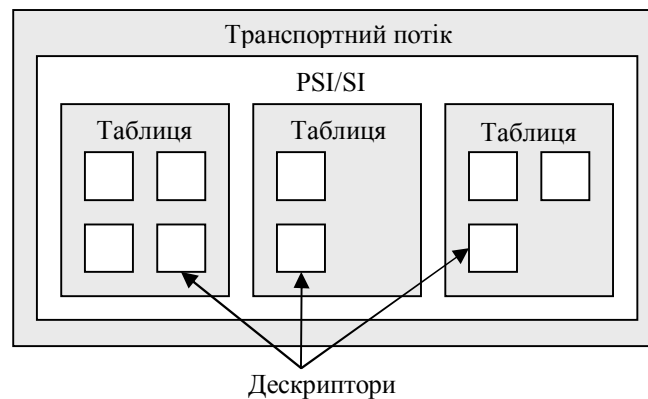 Транспортний потік
PSI/SI
Таблиця Таблиця Таблиця
Дескриптори